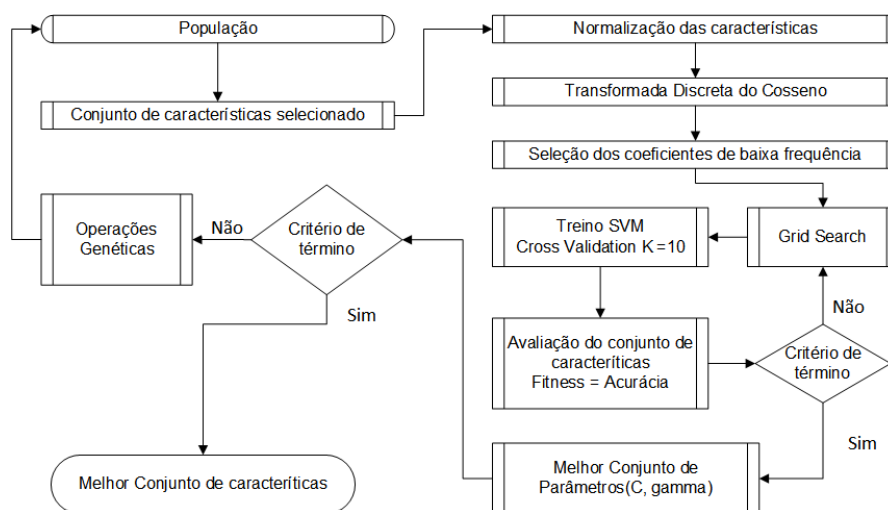 População
Conjunto de características selecionado
Normalização das características
Transformada Discreta do Cosseno
Seleção dos coeficientes de baixa frequência
Grid Search
Treino SVM
Cross Validation K=10
Avaliação do conjunto de
caracteríticas
Fitness = Acurácia
Critério de
término
Não
Sim
Melhor Conjunto de
Parâmetros(C, gamma)
Critério de
término
Não
Operações
Genéticas
Sim
Melhor Conjunto de caracteríticas